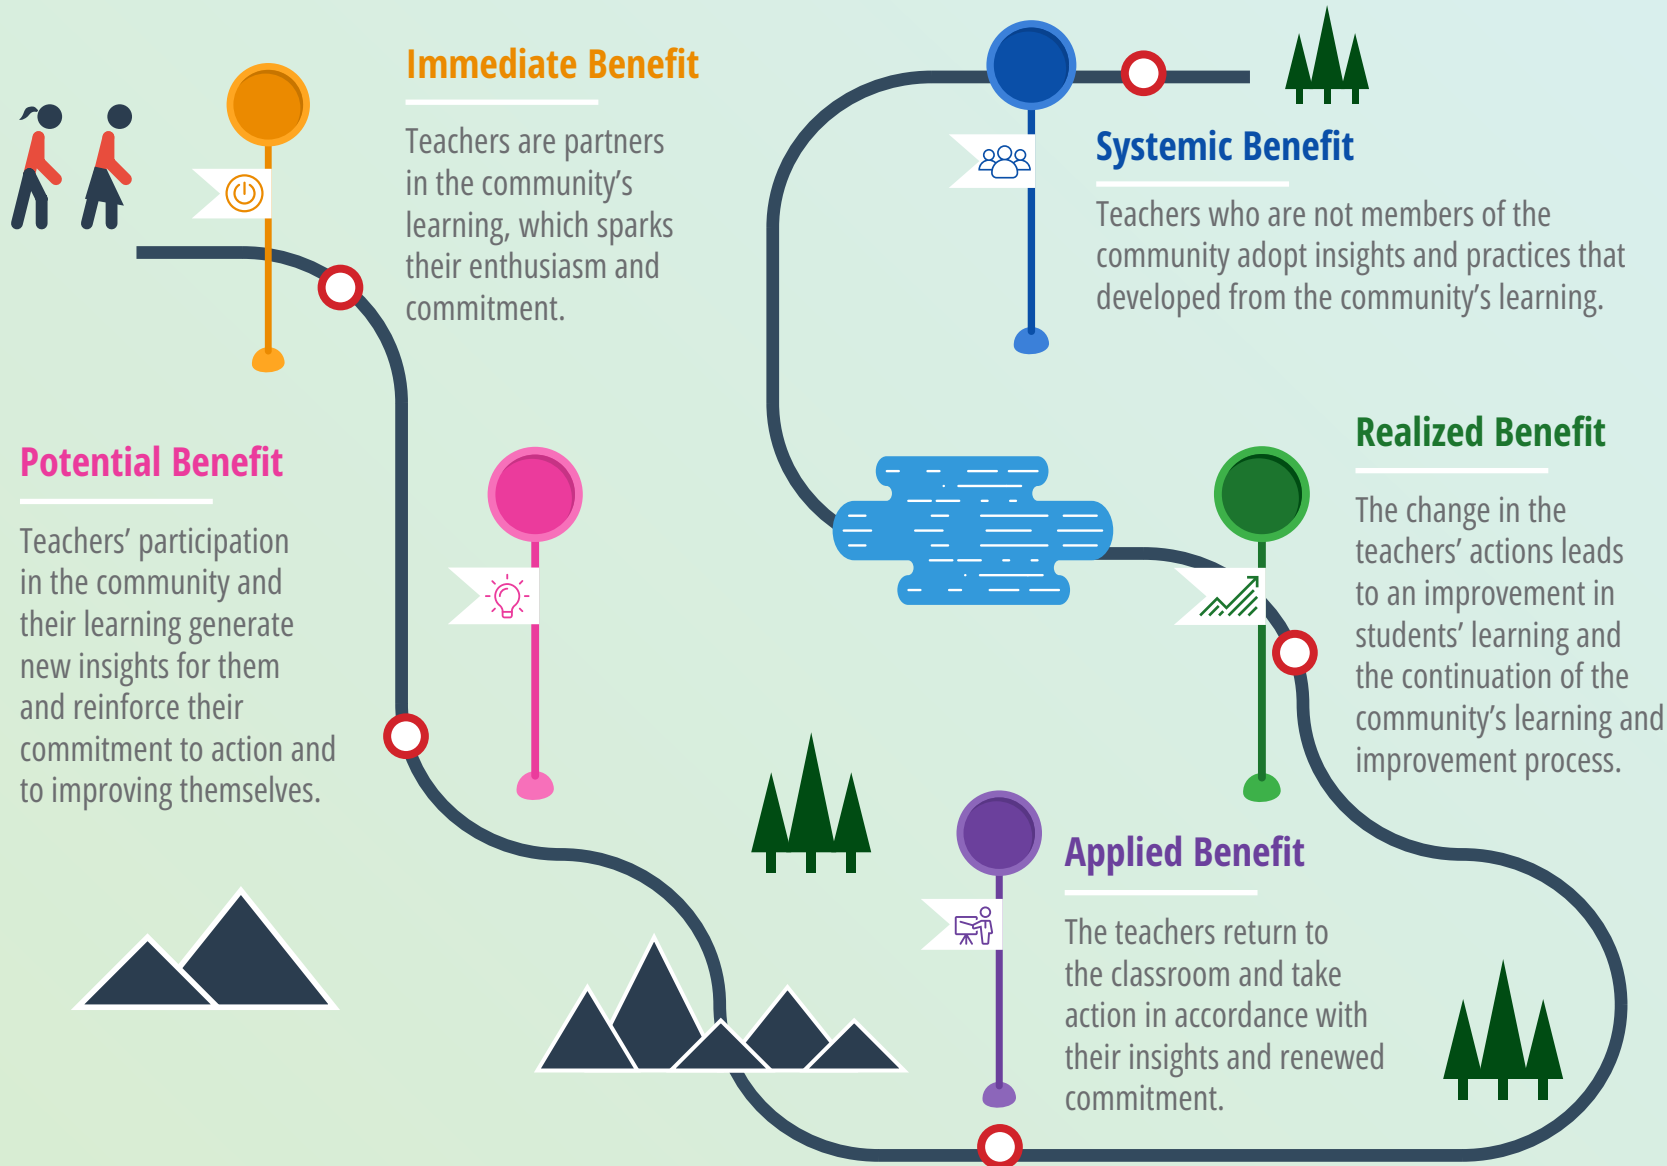 Immediate Benefit
Teachers are partners
in the community’s
learning, which sparks
their enthusiasm and
commitment.
Potential Benefit
Teachers’ participation
in the community and
their learning generate
new insights for them
and reinforce their
commitment to action and
to improving themselves.
Applied Benefit
The teachers return to
the classroom and take
action in accordance with
their insights and renewed
commitment.
Realized Benefit
The change in the
teachers’ actions leads
to an improvement in
students’ learning and
the continuation of the
community’s learning and
improvement process.
Systemic Benefit
Teachers who are not members of the
community adopt insights and practices that
developed from the community’s learning.